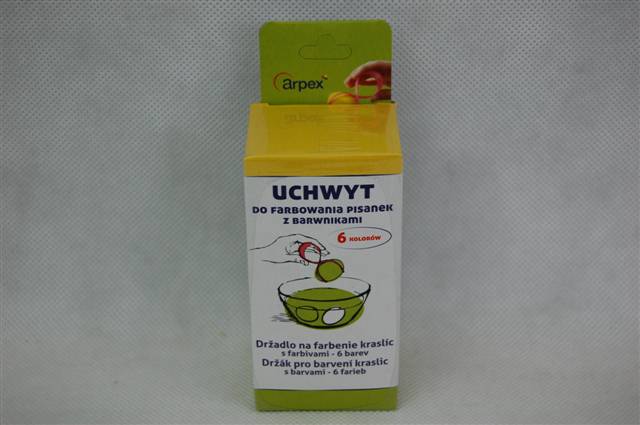 arpex
UCHWYT
DO FARBOWANIA PISANEK
Z BARWNIKAMI
6 KOLORÓW
Držadlo na farbenie kraslíc
s farbivami - 6 barev
Držák pro barvení kraslic
s barvami - 6 farieb